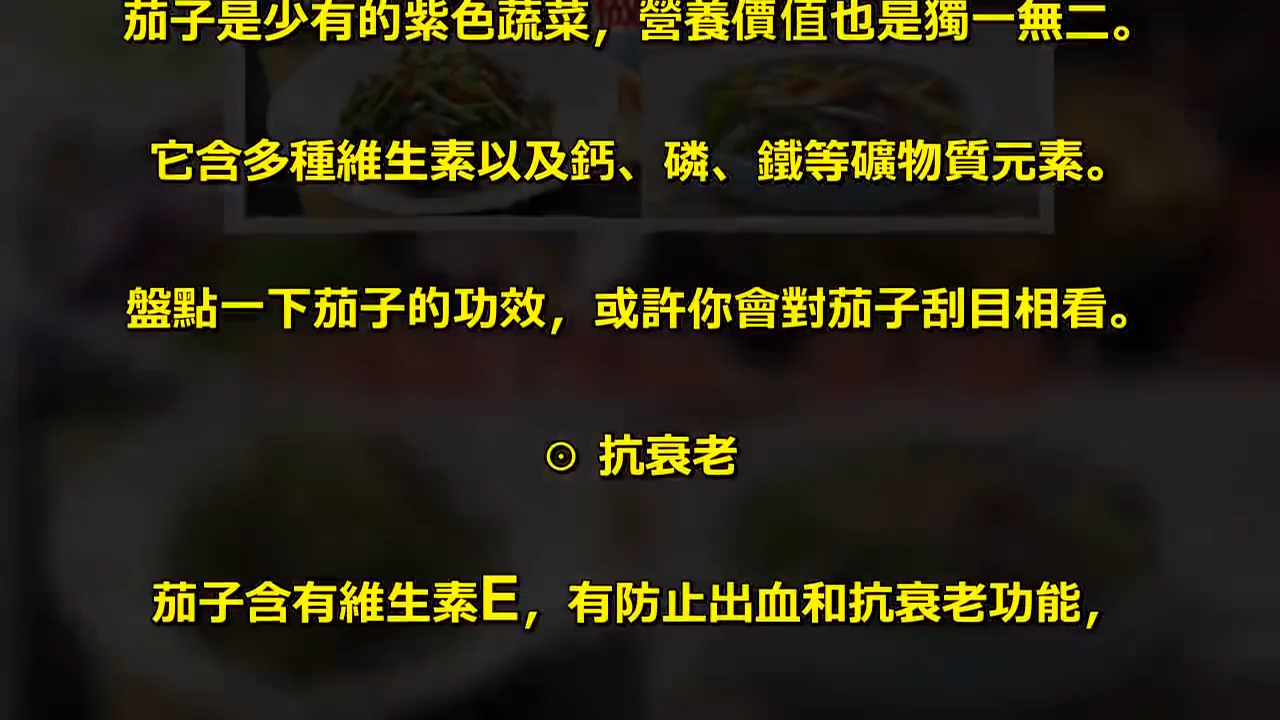 茄子是少有的紫色蔬菜，營養價值也是獨一無二。
它含多種維生素以及鈣、磷、鐵等礦物質元素。
盤點一下茄子的功效，或許你會對茄子刮目相看。
⊙ 抗衰老
茄子含有維生素E，有防止出血和抗衰老功能，